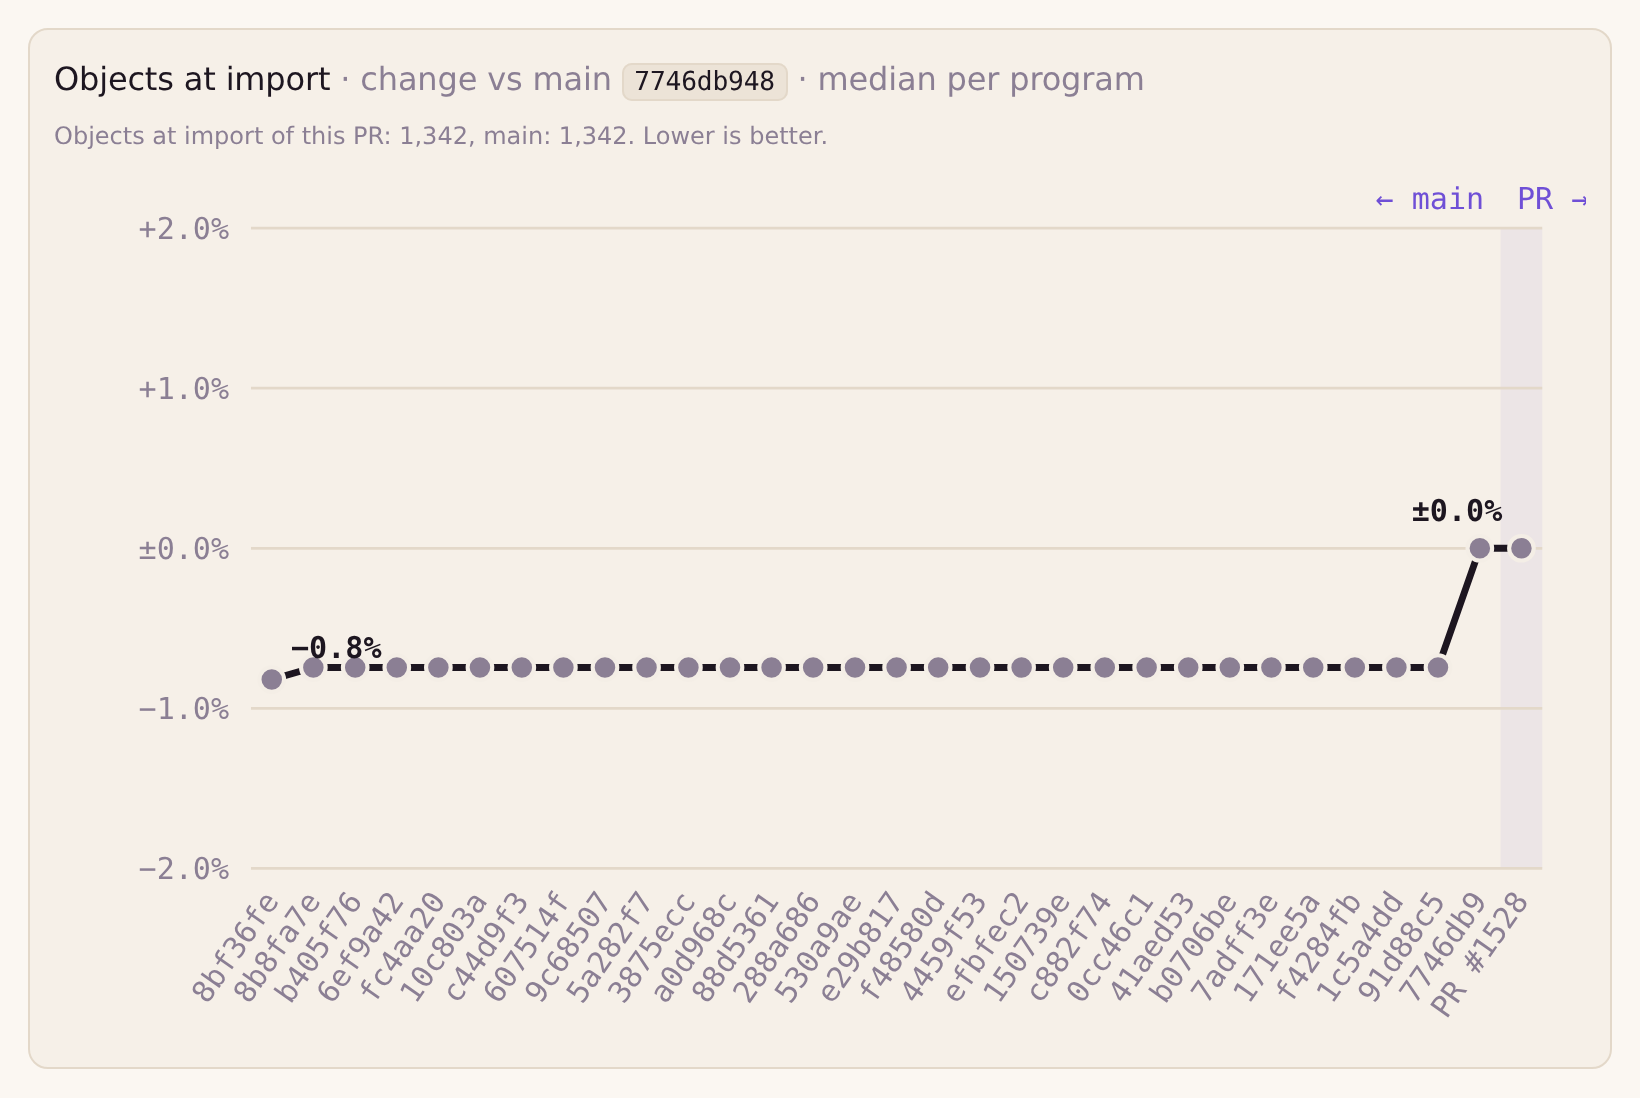 Objects at import · change vs main 7746db948 · median per program
Objects at import of this PR: 1,342, main: 1,342. Lower is better.
← main PR →
+2.0%
+1.0%
±0.0%
−1.0%
−2.0%
±0.0%
−0.8%
8bf36fe
8b8fa7e
b405f76
6ef9a42
fc4aa20
10c803a
c44d9f3
607514f
9c68507
5a282f7
3875ecc
a0d968c
88d5361
288a686
530a9ae
e29b817
f48580d
4459f53
efbfec2
150739e
c882f74
0cc46c1
41aed53
b0706be
7adff3e
171ee5a
f4284fb
1c5a4dd
91d88c5
7746db9
PR #1528